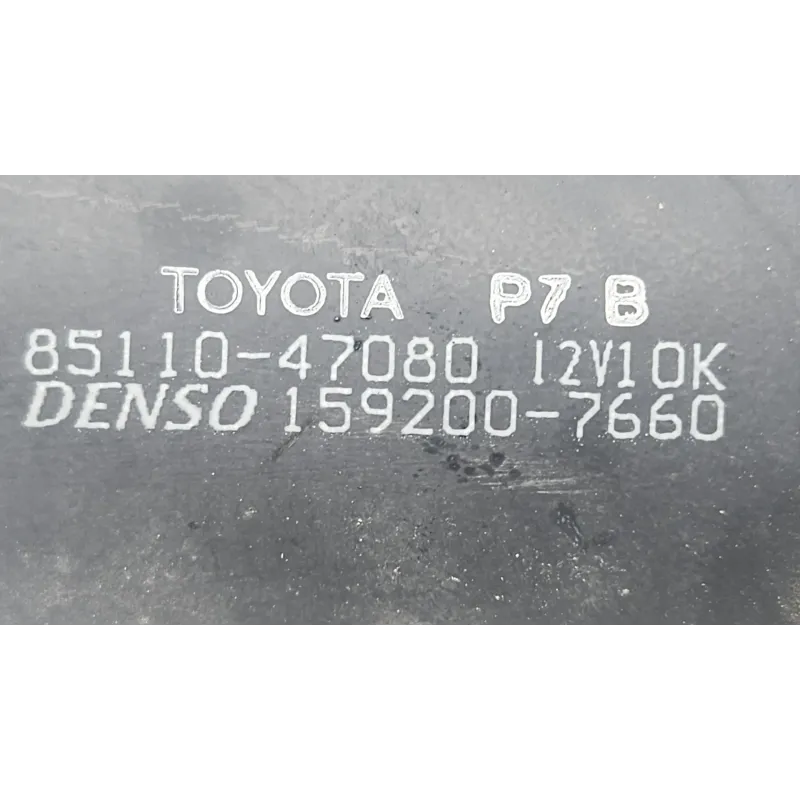 TOYOTA P7 B
85110-47080 12V10K
DENSO 159200-7660